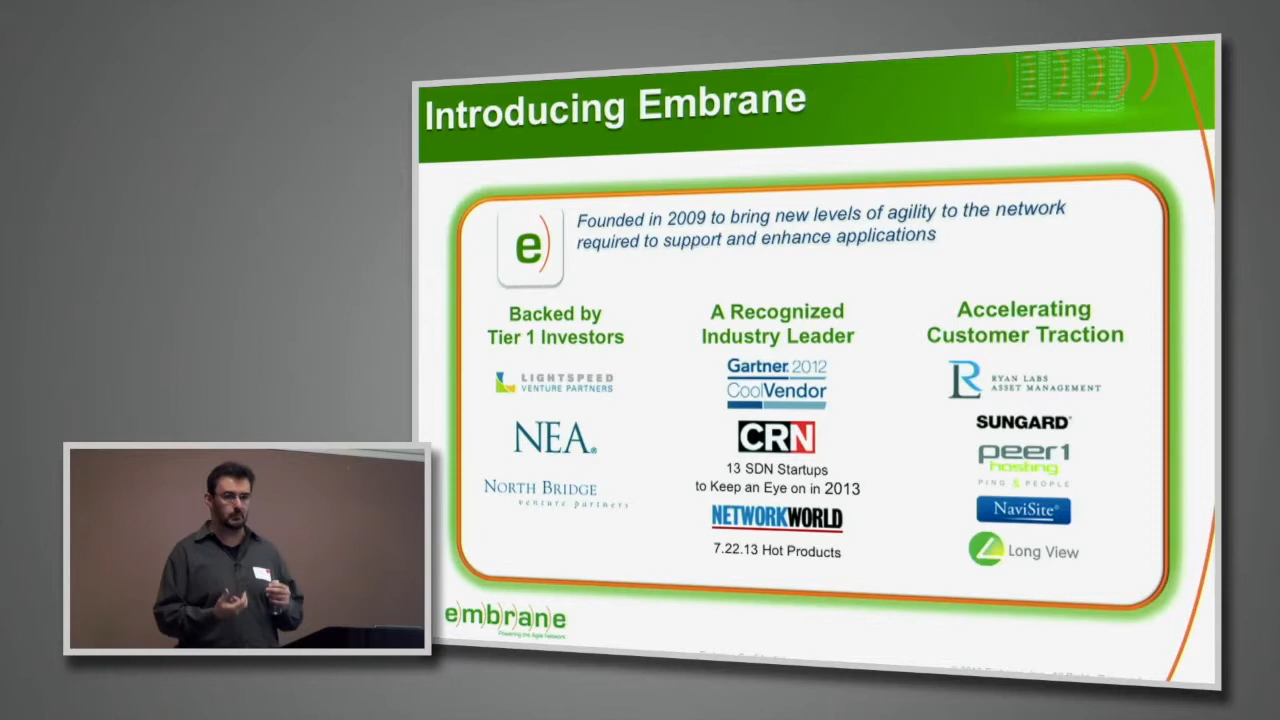 Introducing Embrane
e)
Founded in 2009 to bring new levels of agility to the network
required to support and enhance applications
Backed by
Tier 1 Investors
LIGHTSPEED
VENTURE PARTNERS
NEA®
NORTH BRIDGE
venture partners
A Recognized
Industry Leader
Gartner 2012
CoolVendor
CRN
13 SDN Startups
to Keep an Eye on in 2013
NETWORKWORLD
7.22.13 Hot Products
Accelerating
Customer Traction
RYAN LABS
ASSET MANAGEMENT
SUNGARD®
peer1
hosting
PING & PEOPLE
NaviSite®
Long View
e)m)b)r)a)n)e
Powering the Agile Network